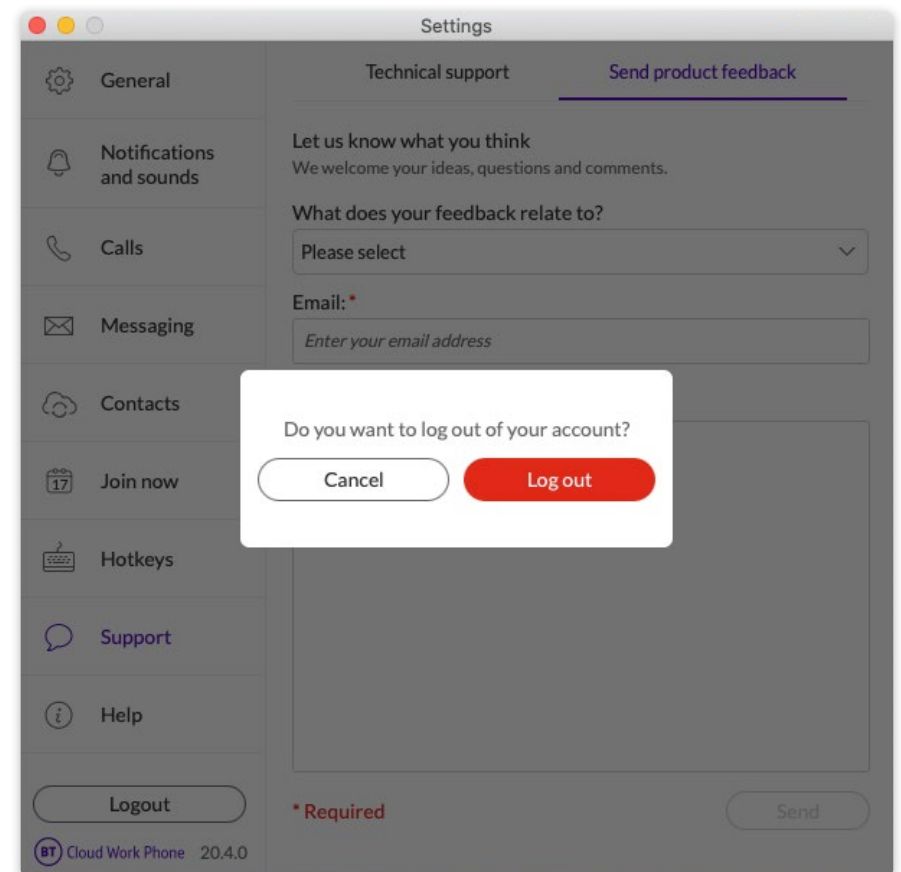 Settings
General
Notifications
and sounds
Calls
Messaging
Contacts
17
Join now
Hotkeys
Support
Help
Logout
BT Cloud Work Phone 20.4.0
Technical support
Send product feedback
Let us know what you think
We welcome your ideas, questions and comments.
What does your feedback relate to?
Please select
Email: *
Enter your email address
Do you want to log out of your account?
Cancel
Log out
* Required
Send